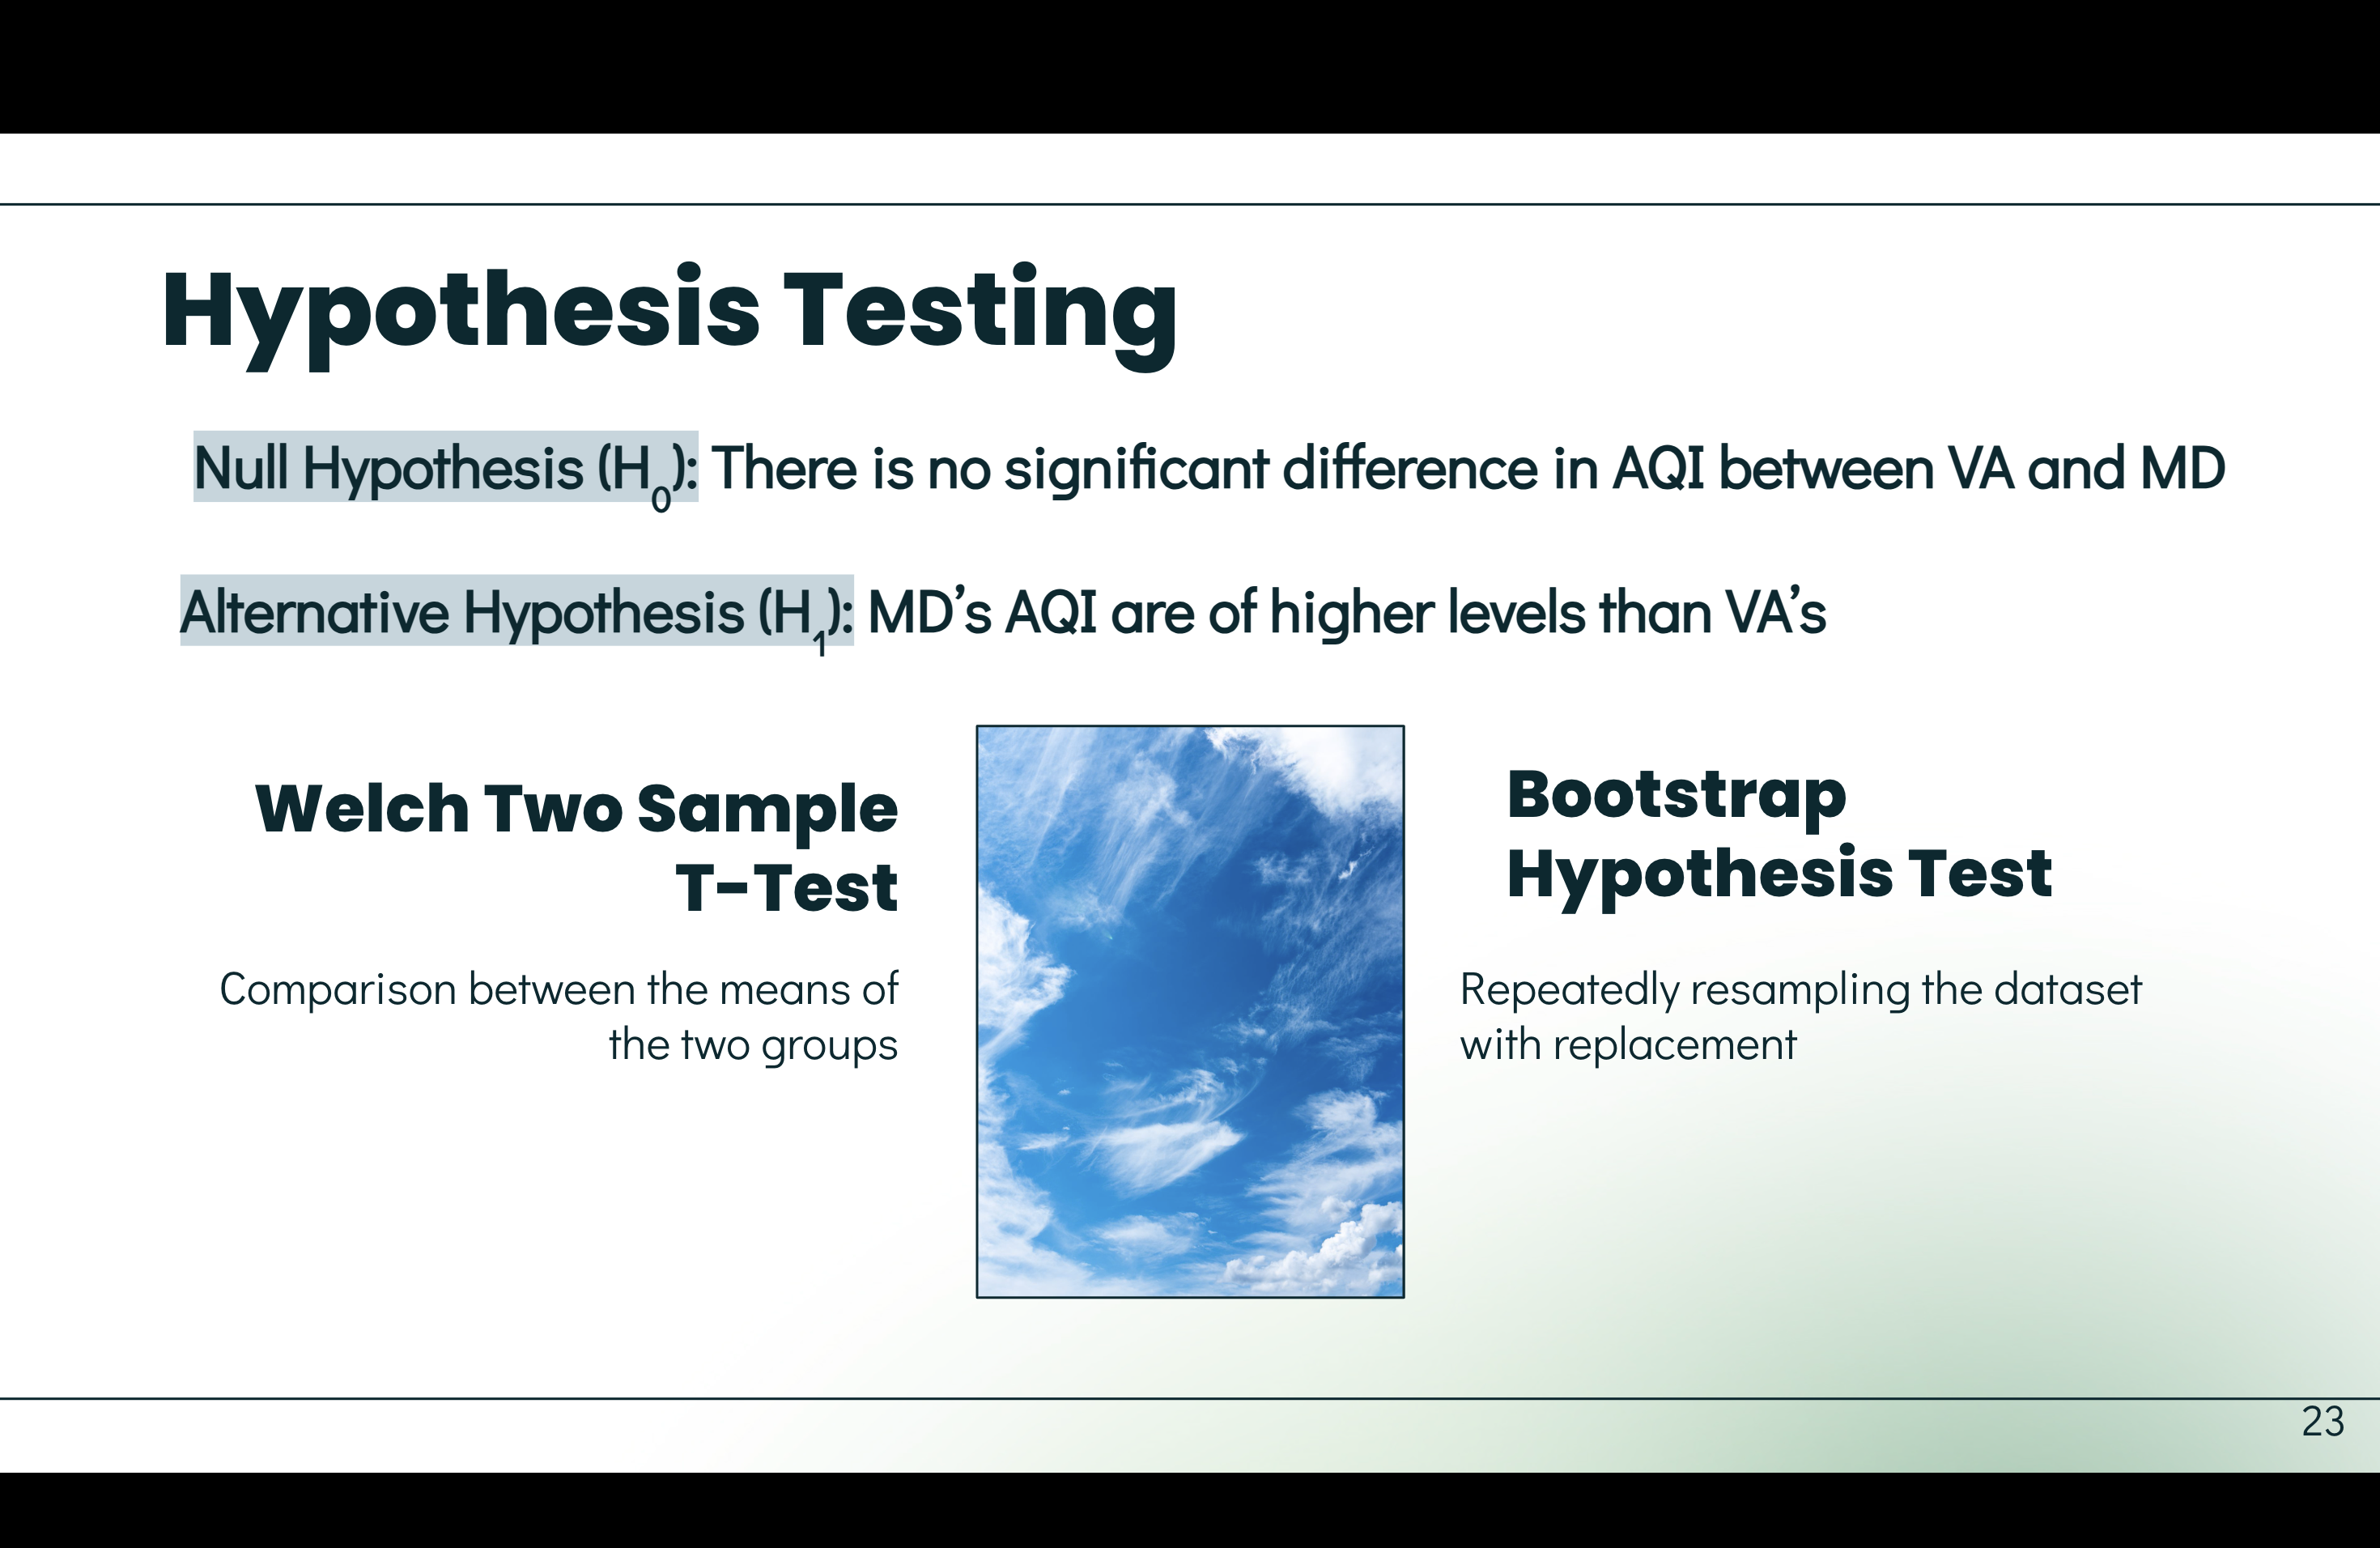 Hypothesis Testing
Null Hypothesis (H₀): There is no significant difference in AQI between VA and MD
Alternative Hypothesis (H₁): MD’s AQI are of higher levels than VA’s
Welch Two Sample
T-Test
Comparison between the means of
the two groups
Bootstrap
Hypothesis Test
Repeatedly resampling the dataset
with replacement
23